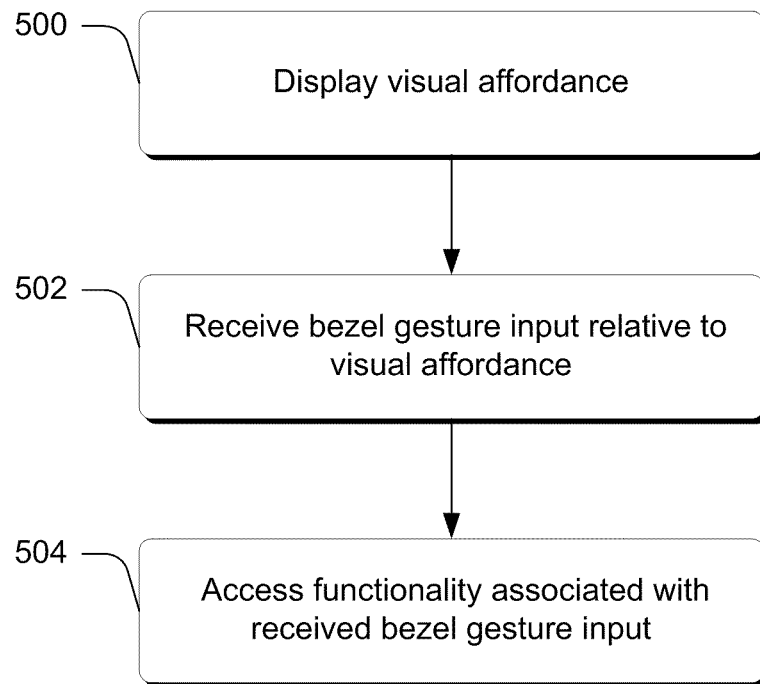 500
Display visual affordance
502
Receive bezel gesture input relative to
visual affordance
504
Access functionality associated with
received bezel gesture input